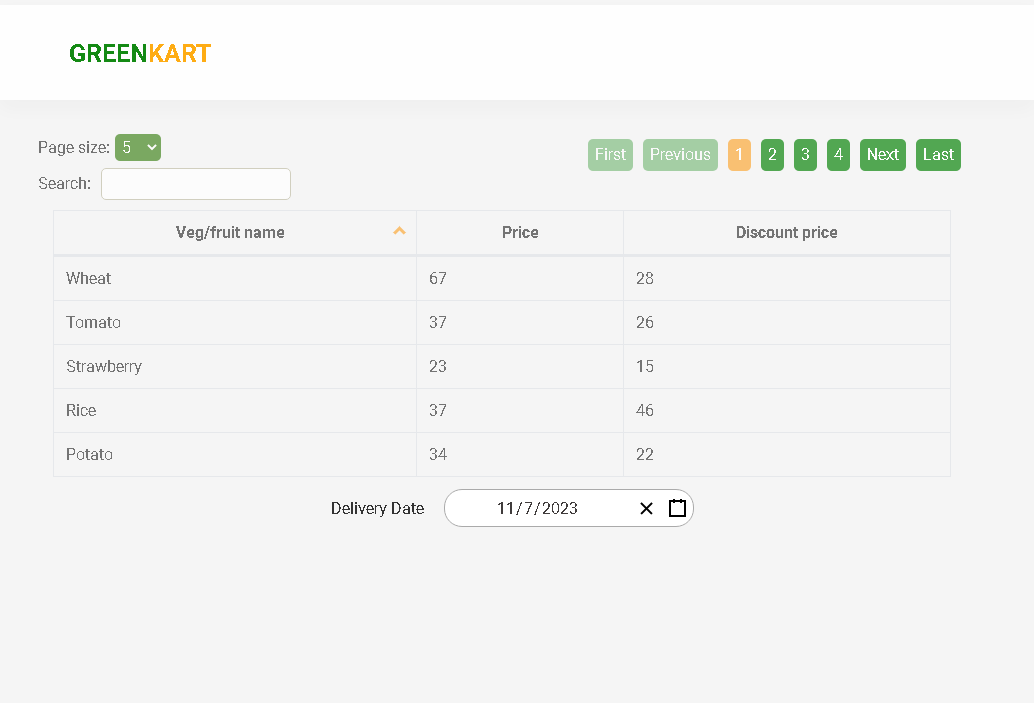 GREENKART
Page size: 5
First Previous 1 2 3 4 Next Last
Search:
Veg/fruit name Price Discount price
Wheat 67 28
Tomato 37 26
Strawberry 23 15
Rice 37 46
Potato 34 22
Delivery Date 11/7/2023